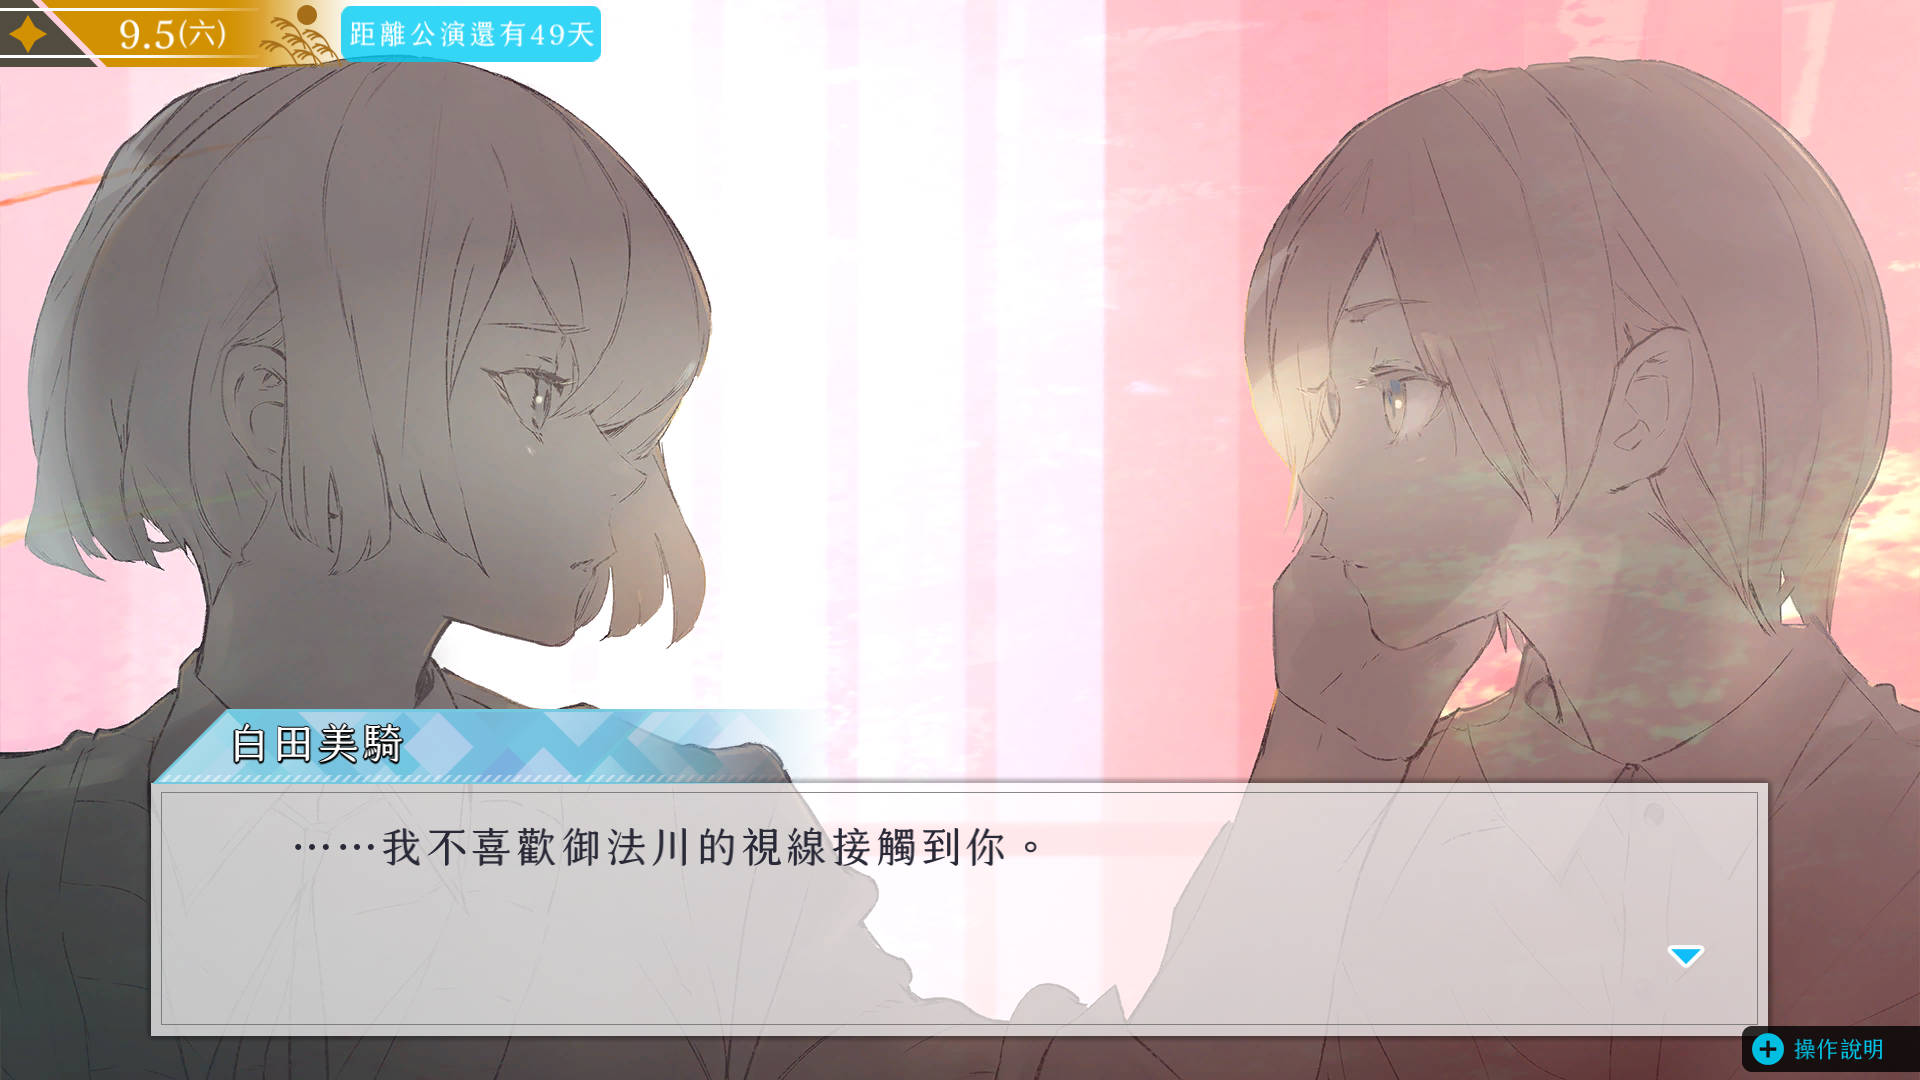 9.5(六)
距離公演還有49天
白田美騎
……我不喜歡御法川的視線接觸到你。
操作說明